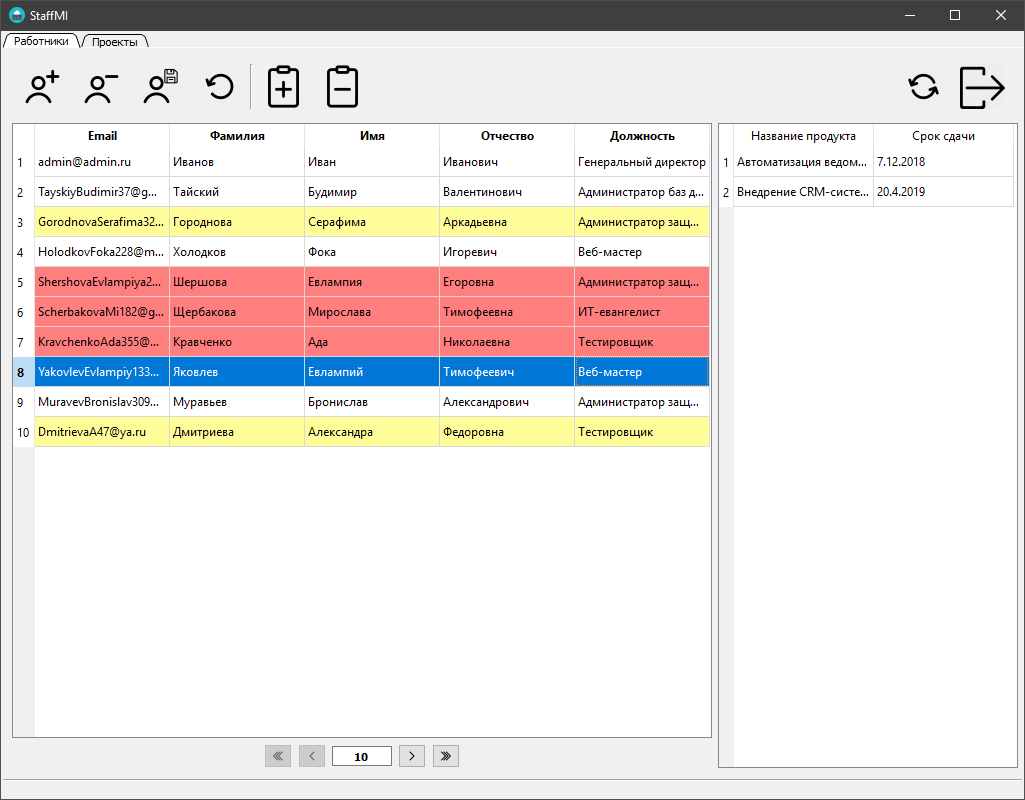 StaffMI
Работники Проекты
Email Фамилия Имя Отчество Должность
1 admin@admin.ru Иванов Иван Иванович Генеральный директор
2 TayskiyBudimir37@g... Тайский Будимир Валентинович Администратор баз д...
3 GorodnovaSerafima32... Городнова Серафима Аркадьевна Администратор защ...
4 HolodkovFoka228@m... Холодков Фока Игоревич Веб-мастер
5 ShershovaEvlampiya2... Шершова Евлампия Егоровна Администратор защ...
6 ScherbakovaMi182@g... Щербакова Мирослава Тимофеевна ИТ-евангелист
7 KravchenkoAda355@... Кравченко Ада Николаевна Тестировщик
8 YakovlevEvlampiy133... Яковлев Евлампий Тимофеевич Веб-мастер
9 MuravevBronislav309... Муравьев Бронислав Александрович Администратор защ...
10 DmitrievaA47@ya.ru Дмитриева Александра Федоровна Тестировщик
10
Название продукта Срок сдачи
1 Автоматизация ведом... 7.12.2018
2 Внедрение CRM-систе... 20.4.2019